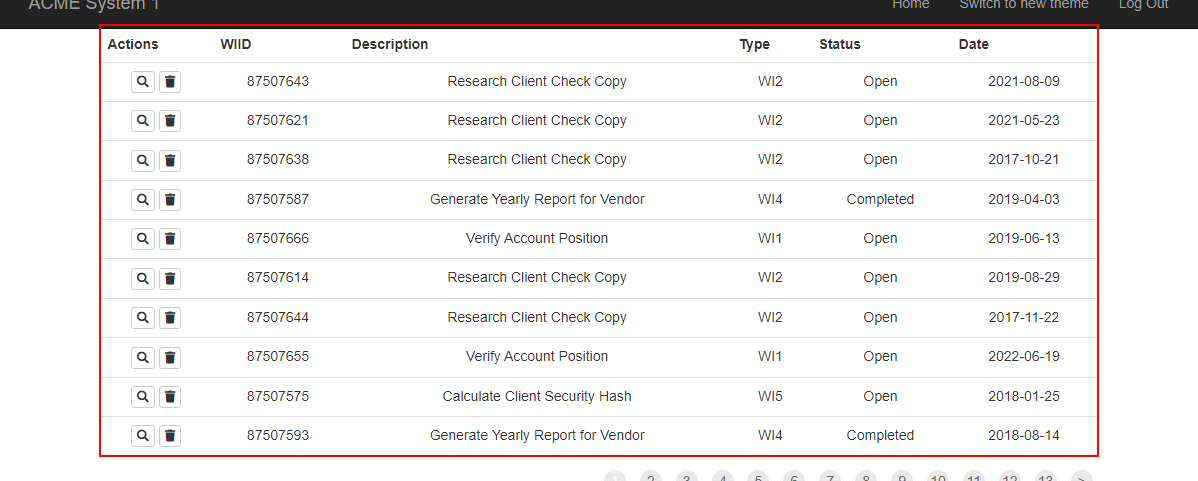 ACME System 1 Home Switch to new theme Log Out
Actions WIID Description Type Status Date
87507643 Research Client Check Copy WI2 Open 2021-08-09
87507621 Research Client Check Copy WI2 Open 2021-05-23
87507638 Research Client Check Copy WI2 Open 2017-10-21
87507587 Generate Yearly Report for Vendor WI4 Completed 2019-04-03
87507666 Verify Account Position WI1 Open 2019-06-13
87507614 Research Client Check Copy WI2 Open 2019-08-29
87507644 Research Client Check Copy WI2 Open 2017-11-22
87507655 Verify Account Position WI1 Open 2022-06-19
87507575 Calculate Client Security Hash WI5 Open 2018-01-25
87507593 Generate Yearly Report for Vendor WI4 Completed 2018-08-14
1 2 3 4 5 6 7 8 9 10 11 12 13 >